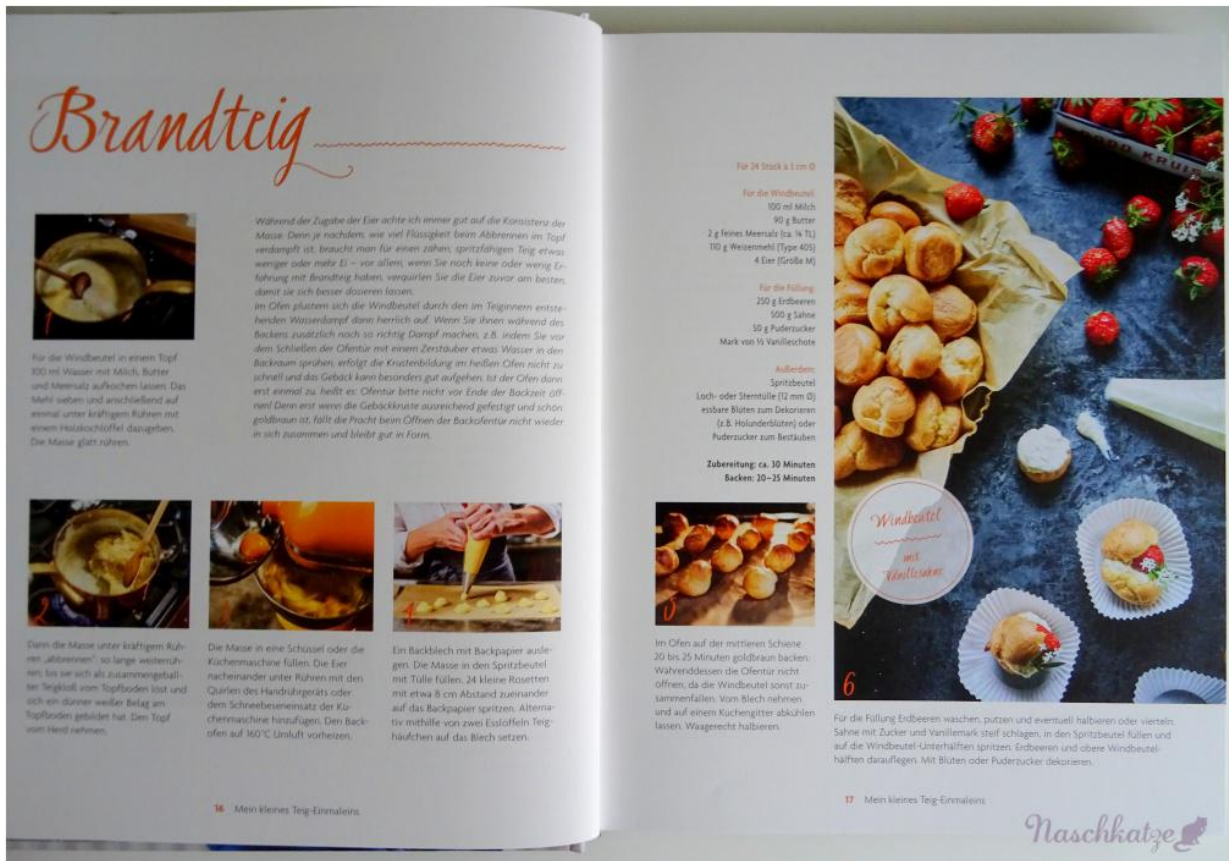 Brandteig
Während der Zugabe der Eier achte ich immer gut auf die Konsistenz der
Masse. Denn je nachdem, wie viel Flüssigkeit beim Abbrennen im Topf
verdampft ist, braucht man für einen zähen, spritzfähigen Teig etwas
weniger oder mehr Ei – vor allem, wenn Sie noch keine oder wenig Er-
fahrung mit Brandteig haben, verquirlen Sie die Eier zuvor am besten,
damit sie sich besser dosieren lassen.
Im Ofen plustern sich die Windbeutel durch den im Teiginnern entste-
henden Wasserdampf dann herrlich auf. Wenn Sie ihnen während des
Backens zusätzlich noch so richtig Dampf machen, z.B. indem Sie vor
dem Schließen der Ofentür mit einem Zerstäuber etwas Wasser in den
Backraum sprühen, erfolgt die Krustenbildung im heißen Ofen nicht zu
schnell und das Gebäck kann besonders gut aufgehen. Ist der Ofen dann
erst einmal zu, heißt es: Ofentür bitte nicht vor Ende der Backzeit öff-
nen! Denn erst wenn die Gebäckkruste ausreichend gefestigt und schön
goldbraun ist, fällt die Pracht beim Öffnen der Backofentür nicht wieder
in sich zusammen und bleibt gut in Form.
1
Für die Windbeutel in einem Topf
100 ml Wasser mit Milch, Butter
und Meersalz aufkochen lassen. Das
Mehl sieben und anschließend auf
einmal unter kräftigem Rühren mit
einem Holzkochlöffel dazugeben.
Die Masse glatt rühren.
2
Dann die Masse unter kräftigem Rüh-
ren „abbrennen“: so lange weiterrüh-
ren, bis sie sich als zusammengeball-
ter Teigkloß vom Topfboden löst und
sich ein dünner weißer Belag am
Topfboden gebildet hat. Den Topf
vom Herd nehmen.
Die Masse in eine Schüssel oder die
Küchenmaschine füllen. Die Eier
nacheinander unter Rühren mit den
Quirlen des Handrührgeräts oder
dem Schneebeseneinsatz der Kü-
chenmaschine hinzufügen. Den Back-
ofen auf 160°C Umluft vorheizen.
4
Ein Backblech mit Backpapier ausle-
gen. Die Masse in den Spritzbeutel
mit Tülle füllen. 24 kleine Rosetten
mit etwa 8 cm Abstand zueinander
auf das Backpapier spritzen. Alterna-
tiv mithilfe von zwei Esslöffeln Teig-
häufchen auf das Blech setzen.
16 Mein kleines Teig-Einmaleins
Für 24 Stück à 1 cm Ø
Für die Windbeutel:
100 ml Milch
90 g Butter
2 g feines Meersalz (ca. ¼ TL)
110 g Weizenmehl (Type 405)
4 Eier (Größe M)
Für die Füllung:
250 g Erdbeeren
500 g Sahne
50 g Puderzucker
Mark von ½ Vanilleschote
Außerdem:
Spritzbeutel
Loch- oder Sterntülle (12 mm Ø)
essbare Blüten zum Dekorieren
(z.B. Holunderblüten) oder
Puderzucker zum Bestäuben
Zubereitung: ca. 30 Minuten
Backen: 20–25 Minuten
5
Im Ofen auf der mittleren Schiene
20 bis 25 Minuten goldbraun backen.
Währenddessen die Ofentür nicht
öffnen, da die Windbeutel sonst zu-
sammenfallen. Vom Blech nehmen
und auf einem Kuchengitter abkühlen
lassen. Waagerecht halbieren.
Windbeutel
mit
Vanillesahne
6
Für die Füllung Erdbeeren waschen, putzen und eventuell halbieren oder vierteln.
Sahne mit Zucker und Vanillemark steif schlagen, in den Spritzbeutel füllen und
auf die Windbeutel-Unterhälften spritzen. Erdbeeren und obere Windbeutel-
hälften darauflegen. Mit Blüten oder Puderzucker dekorieren.
17 Mein kleines Teig-Einmaleins
Naschkatze